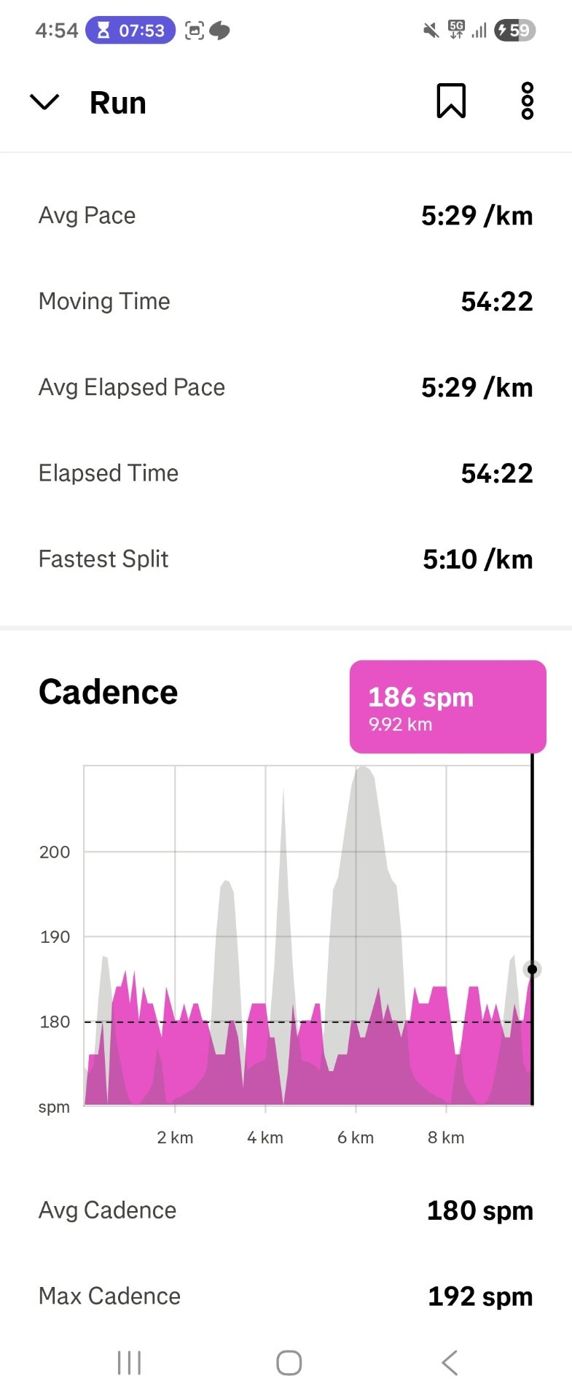 4:54 07:53 5G 59
Run
Avg Pace 5:29 /km
Moving Time 54:22
Avg Elapsed Pace 5:29 /km
Elapsed Time 54:22
Fastest Split 5:10 /km
Cadence
186 spm
9.92 km
200
190
180
spm
2 km 4 km 6 km 8 km
Avg Cadence 180 spm
Max Cadence 192 spm